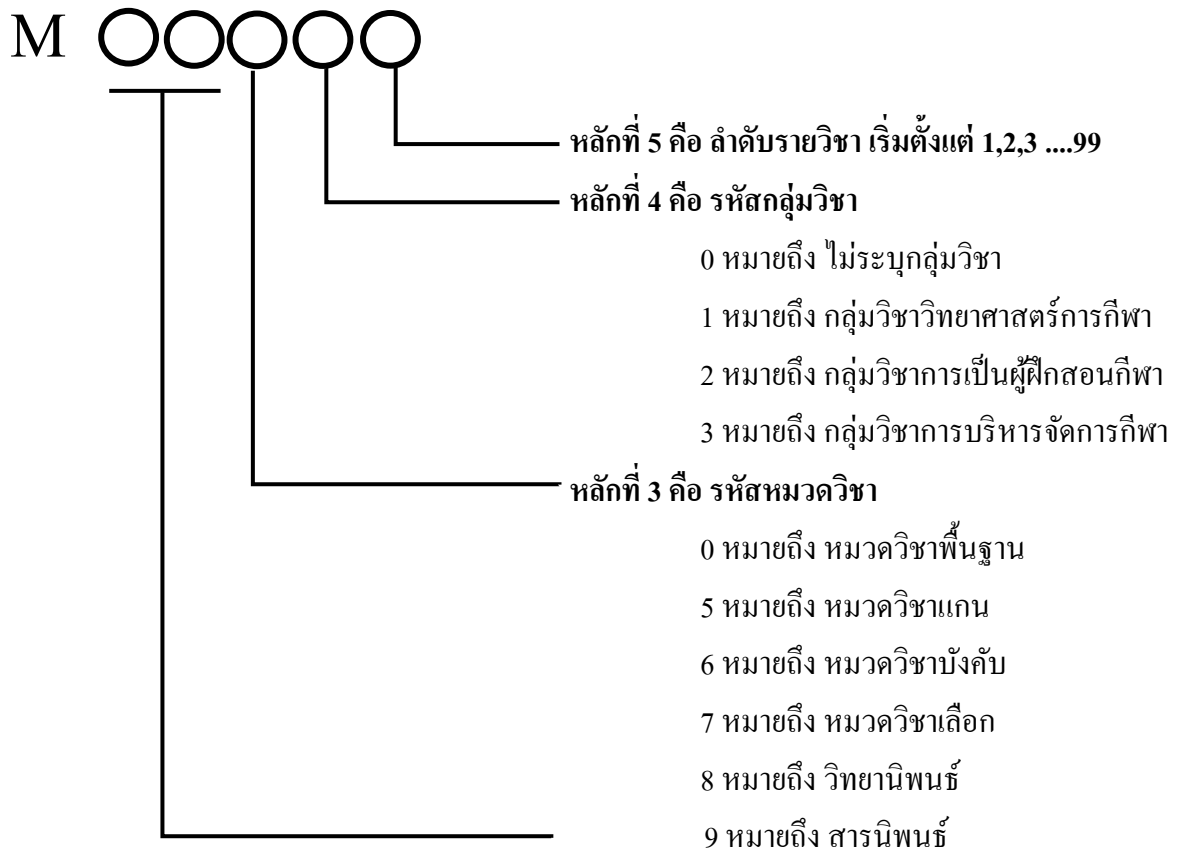 M
หลักที่ 5 คือ ลำดับรายวิชา เริ่มตั้งแต่ 1,2,3 ....99
หลักที่ 4 คือ รหัสกลุ่มวิชา
0 หมายถึง ไม่ระบุกลุ่มวิชา
1 หมายถึง กลุ่มวิชาวิทยาศาสตร์การกีฬา
2 หมายถึง กลุ่มวิชาการเป็นผู้ฝึกสอนกีฬา
3 หมายถึง กลุ่มวิชาการบริหารจัดการกีฬา
หลักที่ 3 คือ รหัสหมวดวิชา
0 หมายถึง หมวดวิชาพื้นฐาน
5 หมายถึง หมวดวิชาแกน
6 หมายถึง หมวดวิชาบังคับ
7 หมายถึง หมวดวิชาเลือก
8 หมายถึง วิทยานิพนธ์
9 หมายถึง สารนิพนธ์